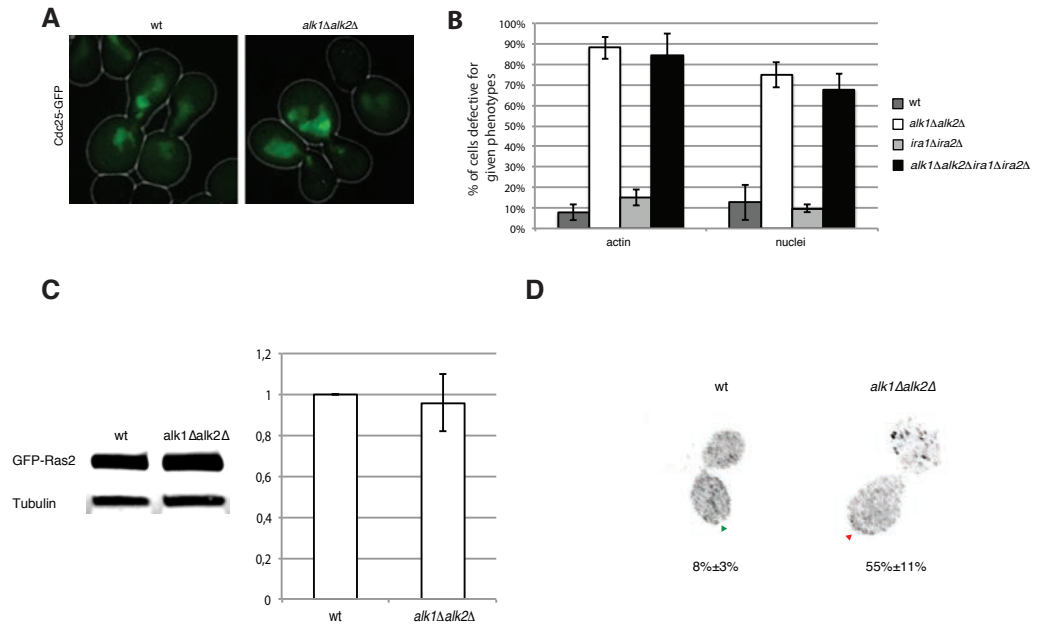 A
wt
alk1Δalk2Δ
Cdc25-GFP
B
% of cells defective for
given phenotypes
100%
90%
80%
70%
60%
50%
40%
30%
20%
10%
0%
actin
nuclei
wt
alk1Δalk2Δ
ira1Δira2Δ
alk1Δalk2Δira1Δira2Δ
C
wt
alk1Δalk2Δ
GFP-Ras2
Tubulin
1,2
1
0,8
0,6
0,4
0,2
0
wt
alk1Δalk2Δ
D
wt
alk1Δalk2Δ
8%±3%
55%±11%